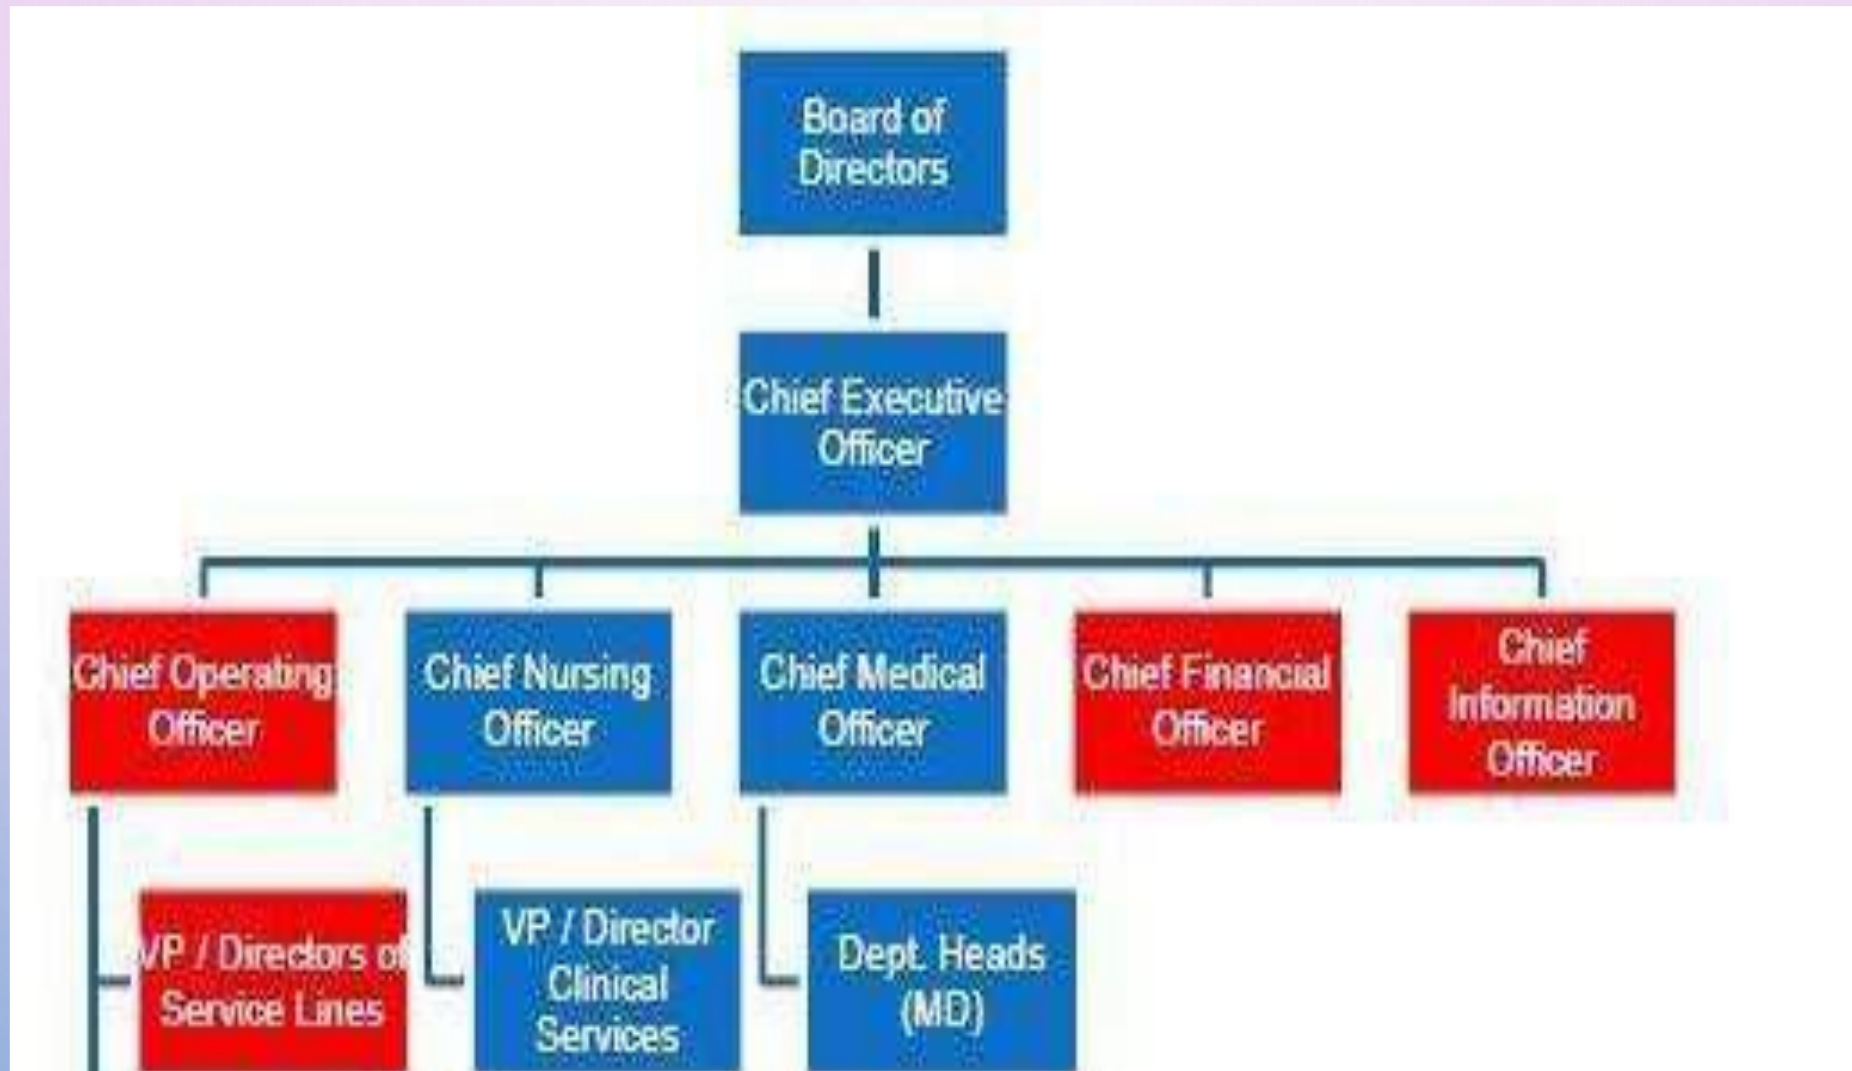 Board of
Directors
Chief Executive
Officer
Chief Operating
Officer
Chief Nursing
Officer
Chief Medical
Officer
Chief Financial
Officer
Chief
Information
Officer
VP / Directors of
Service Lines
VP / Director
Clinical
Services
Dept. Heads
(MD)